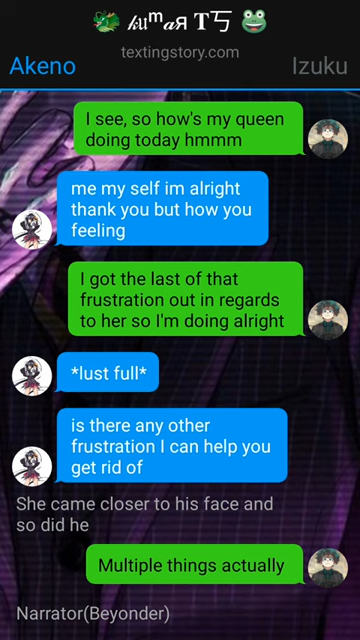 🐲 𝓀𝒾𝓊ᵐ𝒶я 𝐓丂 🐸
textingstory.com
Akeno
Izuku
I see, so how's my queen
doing today hmmm
me my self im alright
thank you but how you
feeling
I got the last of that
frustration out in regards
to her so I'm doing alright
*lust full*
is there any other
frustration I can help you
get rid of
She came closer to his face and
so did he
Multiple things actually
Narrator(Beyonder)